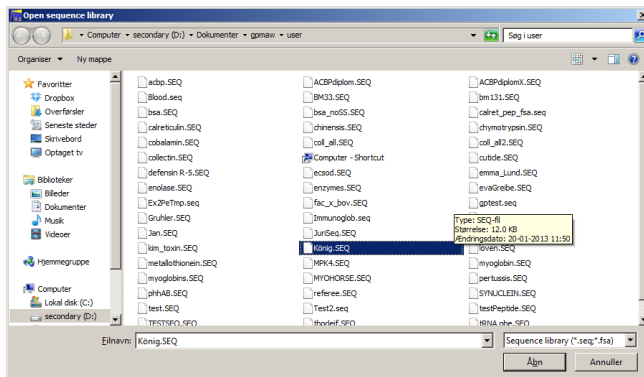 Open sequence library
Computer secondary (D:) Dokumenter gpmaw user
Søg i user
Organiser Ny mappe
Favoritter
Dropbox
Overførsler
Seneste steder
Skrivebord
Optaget tv
Biblioteker
Billeder
Dokumenter
Musik
Videoer
Hjemmegruppe
Computer
Lokal disk (C:)
secondary (D:)
acbp.SEQ ACBPdiplom.SEQ ACBPdiplomX.SEQ
Blood.seq BM33.SEQ bm131.SEQ
bsa.SEQ bsa_noSS.SEQ calret_pep_fsa.seq
calreticulin.SEQ chinensis.SEQ chymotrypsin.SEQ
cobalamin.SEQ coll_all.SEQ coll_all2.SEQ
collectin.SEQ Computer - Shortcut cutide.SEQ
defensin R-5.SEQ ecsod.SEQ emma_Lund.SEQ
enolase.SEQ enzymes.SEQ evaGreibe.SEQ
Ex2PeTmp.seq fac_x_bov.SEQ gptest.seq
Gruhler.SEQ Immunoglob.seq
Jan.SEQ JuriSeq.SEQ
kim_toxin.SEQ König.SEQ loven.SEQ
metallothionein.SEQ MPK4.SEQ myoglobin.SEQ
myoglobins.SEQ MYOHORSE.SEQ pertussis.SEQ
phhAB.SEQ referee.SEQ SYNUCLEIN.SEQ
test.SEQ Test2.seq testPeptide.SEQ
TESTSEQ.SEQ thorleif.SEQ tRNA phe.SEQ
Type: SEQ-fil
Størrelse: 12.0 KB
Ændringsdato: 20-01-2013 11:50
Filnavn: König.SEQ Sequence library (*.seq;*.fsa)
Åbn Annuller